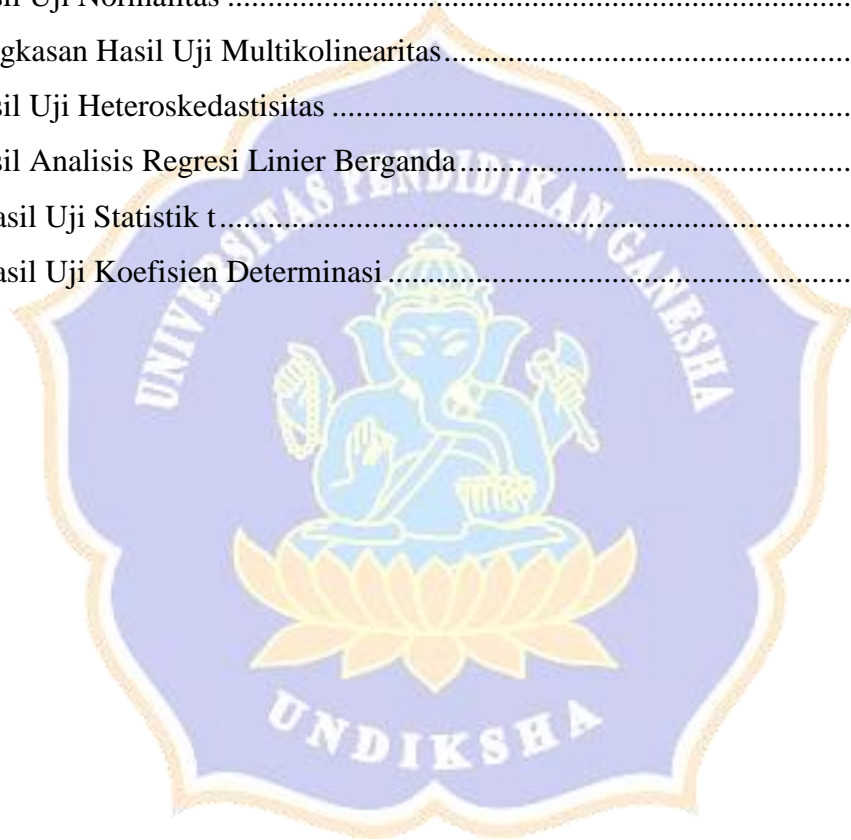 sil Uji Normalitas ....................................................................................
gkasan Hasil Uji Multikolinearitas..........................................................
sil Uji Heteroskedastisitas ........................................................................
sil Analisis Regresi Linier Berganda........................................................
asil Uji Statistik t......................................................................................
asil Uji Koefisien Determinasi .................................................................
UNIVERSITAS PENDIDIKAN GANESHA
UNDIKSHA